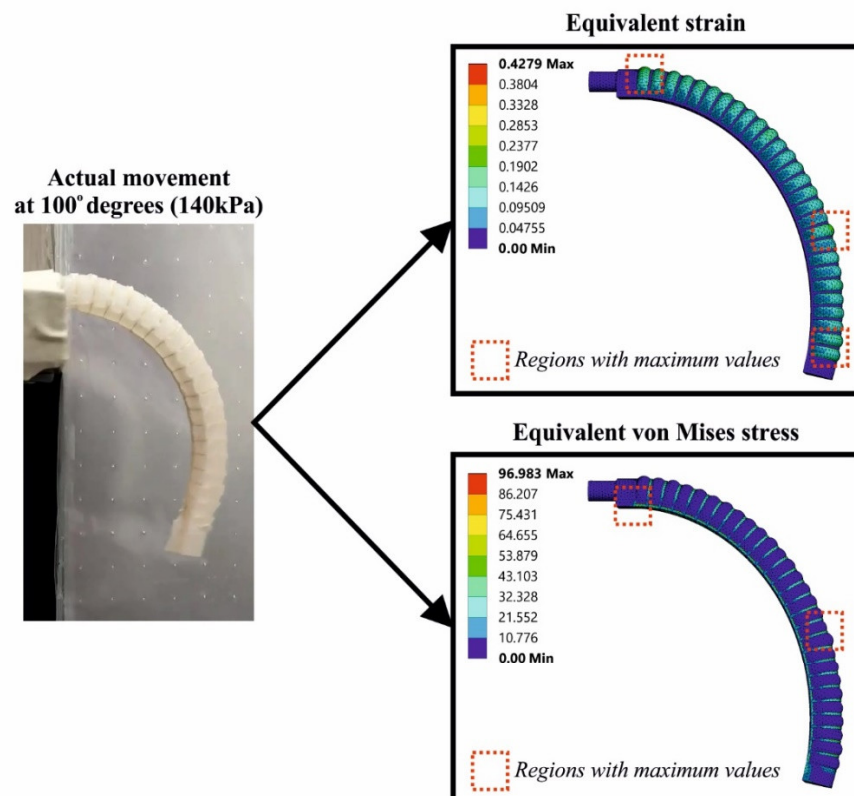 Equivalent strain
0.4279 Max
0.3804
0.3328
0.2853
0.2377
0.1902
0.1426
0.09509
0.04755
0.00 Min
Regions with maximum values
Actual movement
at 100° degrees (140kPa)
Equivalent von Mises stress
96.983 Max
86.207
75.431
64.655
53.879
43.103
32.328
21.552
10.776
0.00 Min
Regions with maximum values